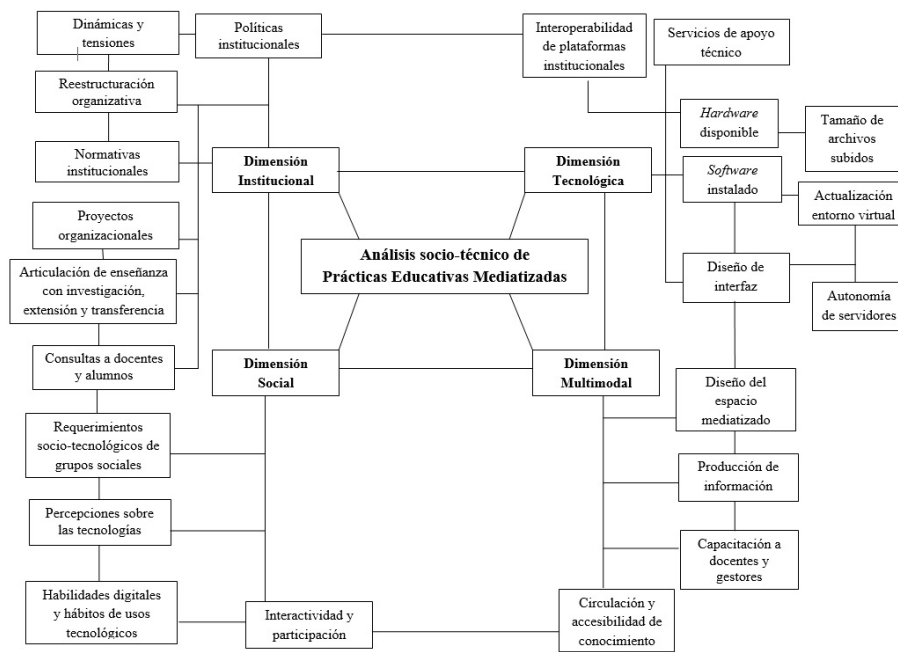 Dinámicas y
tensiones
Políticas
institucionales
Interoperabilidad
de plataformas
institucionales
Servicios de apoyo
técnico
Reestructuración
organizativa
Hardware
disponible
Tamaño de
archivos
subidos
Normativas
institucionales
Dimensión
Institucional
Dimensión
Tecnológica
Software
instalado
Actualización
entorno virtual
Proyectos
organizacionales
Análisis socio-técnico de
Prácticas Educativas Mediatizadas
Articulación de enseñanza
con investigación,
extensión y transferencia
Diseño de
interfaz
Autonomía
de servidores
Consultas a docentes
y alumnos
Dimensión
Social
Dimensión
Multimodal
Diseño del
espacio
mediatizado
Requerimientos
socio-tecnológicos de
grupos sociales
Producción de
información
Percepciones sobre
las tecnologías
Capacitación a
docentes y
gestores
Habilidades digitales
y hábitos de usos
tecnológicos
Interactividad y
participación
Circulación y
accesibilidad de
conocimiento